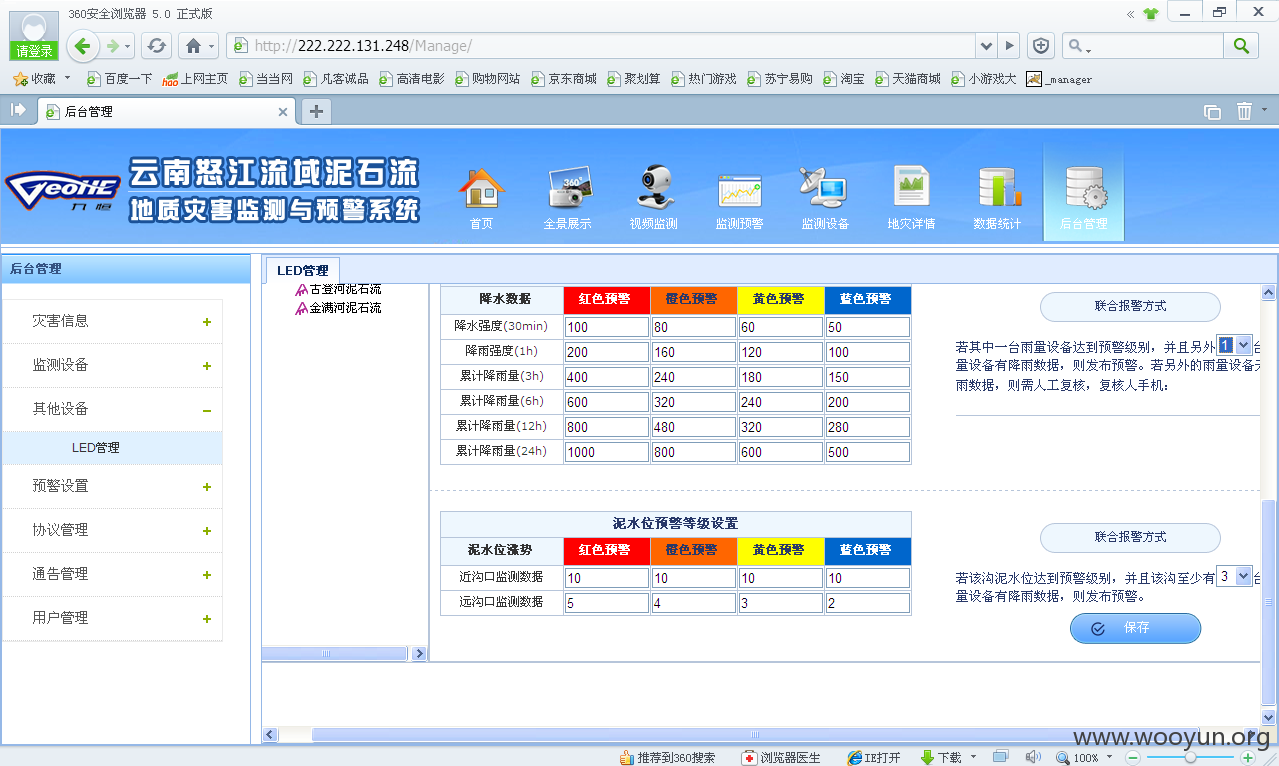 360安全浏览器 5.0 正式版
请登录
http://222.222.131.248/Manage/
收藏 百度一下 上网主页 当当网 凡客诚品 高清电影 购物网站 京东商城 聚划算 热门游戏 苏宁易购 淘宝 天猫商城 小游戏大 _manager
后台管理
GEOHE 九恒
云南怒江流域泥石流
地质灾害监测与预警系统
首页 全景展示 视频监测 监测预警 监测设备 地灾详情 数据统计 后台管理
后台管理
灾害信息
监测设备
其他设备
LED管理
预警设置
协议管理
通告管理
用户管理
LED管理
古登河泥石流
金满河泥石流
降水数据 红色预警 橙色预警 黄色预警 蓝色预警
降水强度(30min) 100 80 60 50
降雨强度(1h) 200 160 120 100
累计降雨量(3h) 400 240 180 150
累计降雨量(6h) 600 320 240 200
累计降雨量(12h) 800 480 320 280
累计降雨量(24h) 1000 800 600 500
联合报警方式
若其中一台雨量设备达到预警级别，并且另外 1 台
量设备有降雨数据，则发布预警。若另外的雨量设备
雨数据，则需人工复核，复核人手机：
泥水位预警等级设置
泥水位涨势 红色预警 橙色预警 黄色预警 蓝色预警
近沟口监测数据 10 10 10 10
远沟口监测数据 5 4 3 2
联合报警方式
若该沟泥水位达到预警级别，并且该沟至少有 3 台
量设备有降雨数据，则发布预警。
保存
www.wooyun.org
推荐到360搜索 浏览器医生 IE打开 下载 100%